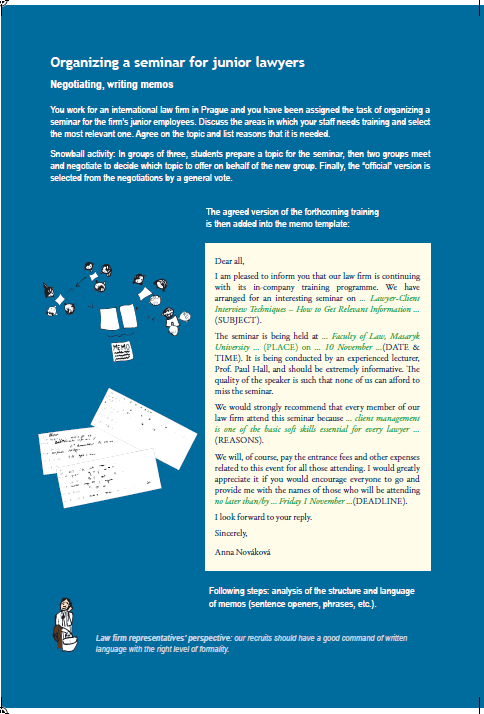 Organizing a seminar for junior lawyers
Negotiating, writing memos
You work for an international law firm in Prague and you have been assigned the task of organizing a
seminar for the firm's junior employees. Discuss the areas in which your staff needs training and select
the most relevant one. Agree on the topic and list reasons that it is needed.
Snowball activity: In groups of three, students prepare a topic for the seminar, then two groups meet
and negotiate to decide which topic to offer on behalf of the new group. Finally, the "official" version is
selected from the negotiations by a general vote.
The agreed version of the forthcoming training
is then added into the memo template:
Dear all,
I am pleased to inform you that our law firm is continuing
with its in-company training programme. We have
arranged for an interesting seminar on ... Lawyer-Client
Interview Techniques – How to Get Relevant Information ...
(SUBJECT).
The seminar is being held at ... Faculty of Law, Masaryk
University ... (PLACE) on ... 10 November ...(DATE &
TIME). It is being conducted by an experienced lecturer,
Prof. Paul Hall, and should be extremely informative. The
quality of the speaker is such that none of us can afford to
miss the seminar.
We would strongly recommend that every member of our
law firm attend this seminar because ... client management
is one of the basic soft skills essential for every lawyer ...
(REASONS).
We will, of course, pay the entrance fees and other expenses
related to this event for all those attending. I would greatly
appreciate it if you would encourage everyone to go and
provide me with the names of those who will be attending
no later than/by ... Friday 1 November ...(DEADLINE).
I look forward to your reply.
Sincerely,
Anna Nováková
MEMO
Following steps: analysis of the structure and language
of memos (sentence openers, phrases, etc.).
Law firm representatives' perspective: our recruits should have a good command of written
language with the right level of formality.